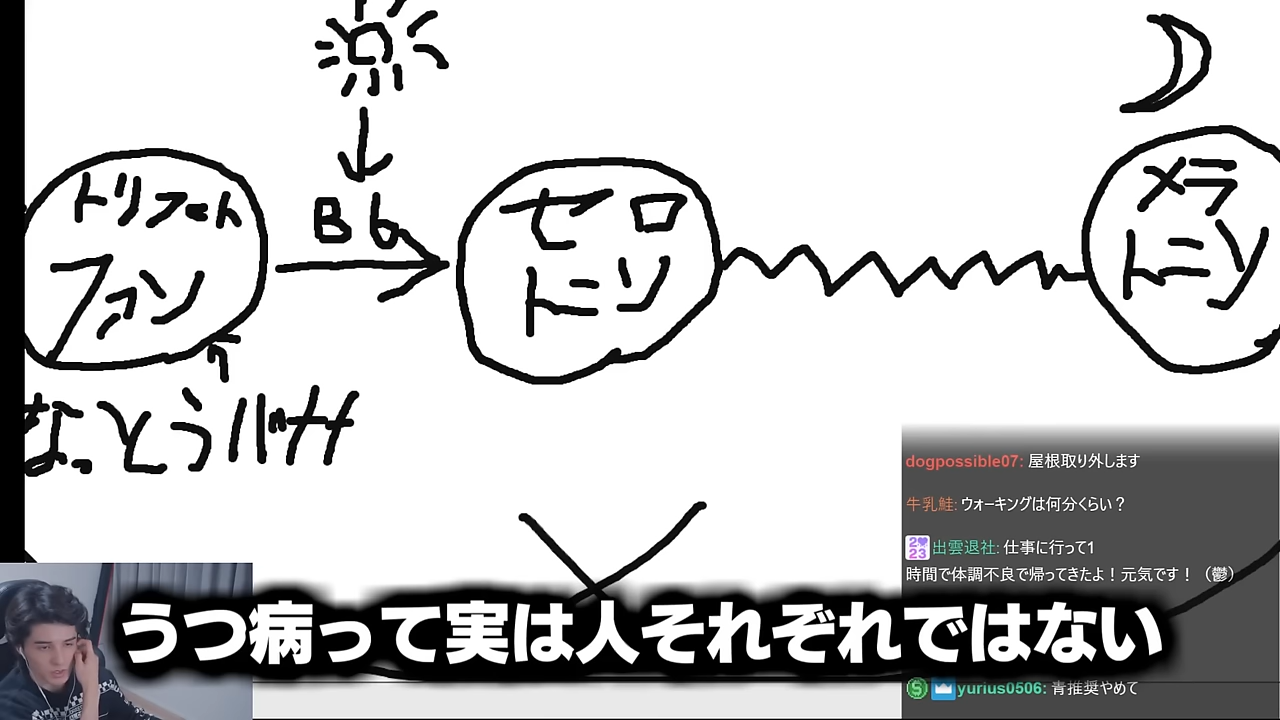 トリプト
ファン
B6
セロ
トニン
メラ
トニン
なっとうバナナ
dogpossible07: 屋根取り外します
牛乳鮭: ウォーキングは何分くらい？
出雲退社: 仕事に行って1
時間で体調不良で帰ってきたよ！元気です！（鬱）
うつ病って実は人それぞれではない
yurius0506: 青推奨やめて